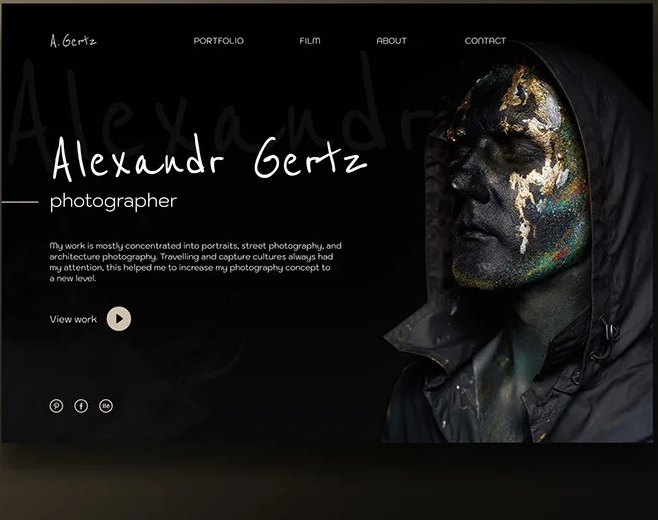 A. Gertz
PORTFOLIO
FILM
ABOUT
CONTACT
Alexandr
Alexandr Gertz
photographer
My work is mostly concentrated into portraits, street photography, and
architecture photography. Travelling and capture cultures always had
my attention, this helped me to increase my photography concept to
a new level.
View work
Bē